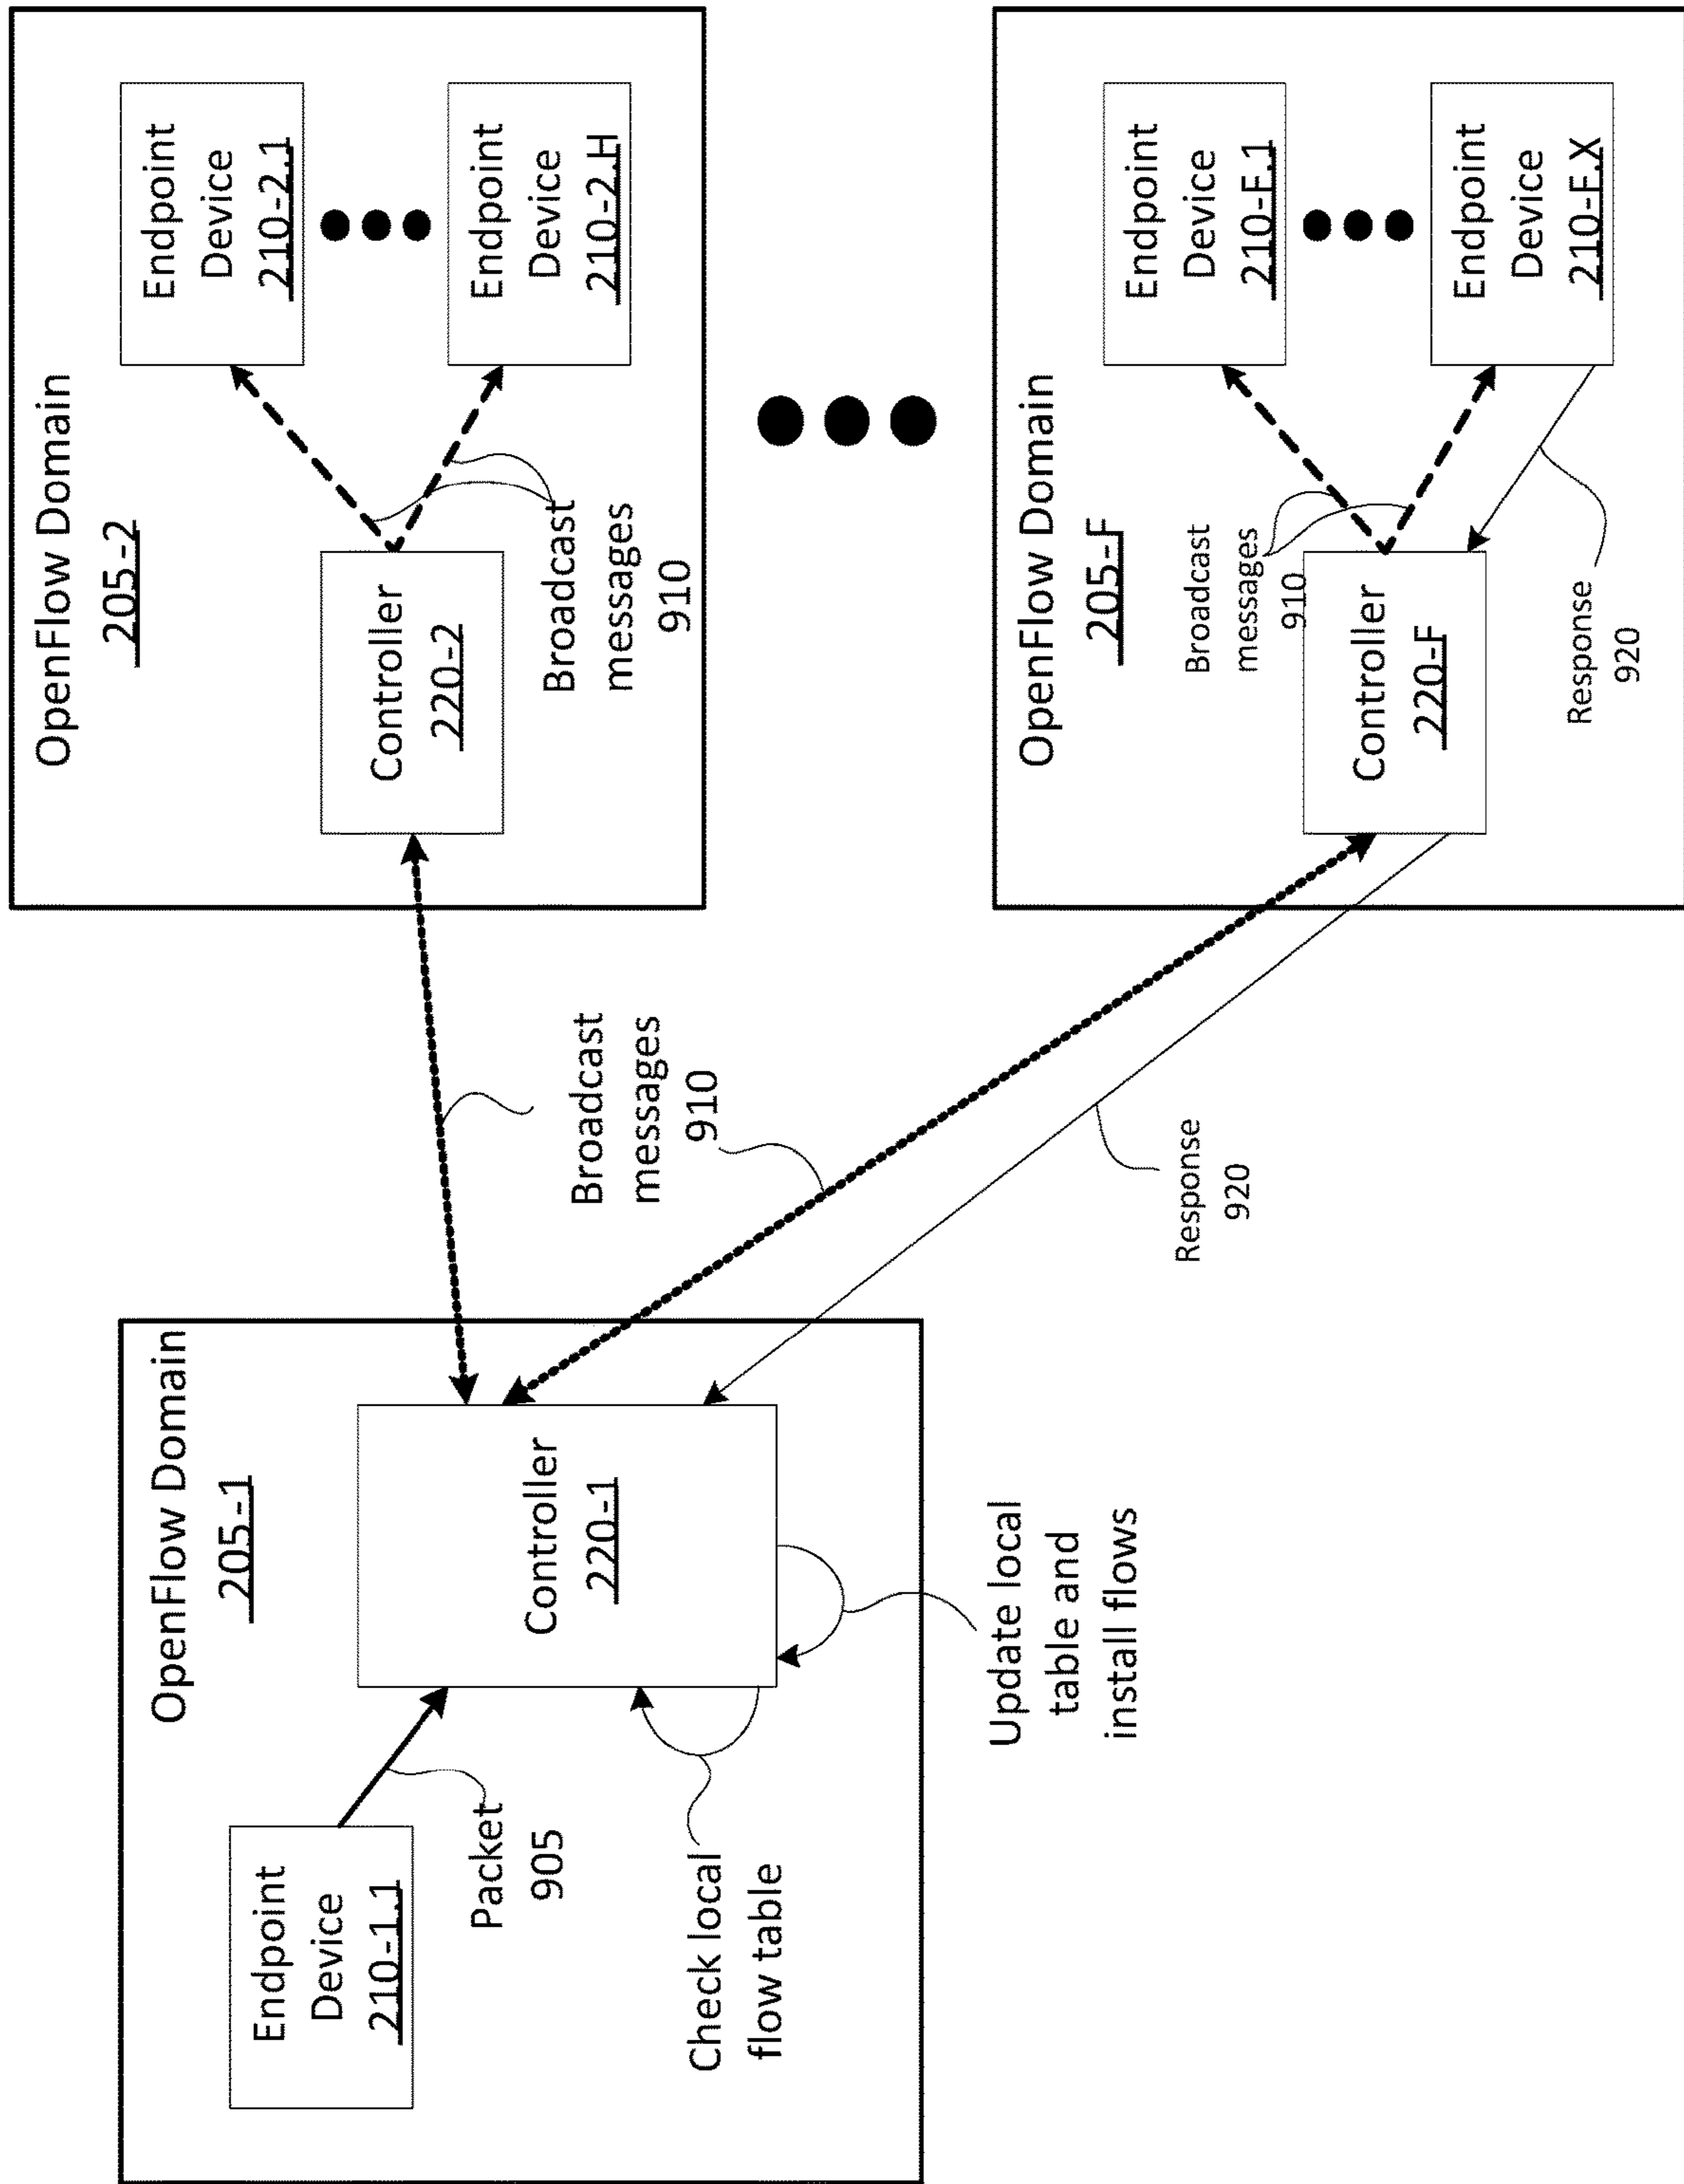 OpenFlow Domain
205-1
Endpoint
Device
210-1.1
Packet
905
Controller
220-1
Check local
flow table
Update local
table and
install flows
Broadcast
messages
910
Response
920
OpenFlow Domain
205-2
Controller
220-2
Broadcast
messages
910
Endpoint
Device
210-2.1
Endpoint
Device
210-2.H
OpenFlow Domain
205-F
Broadcast
messages
910
Controller
220-F
Response
920
Endpoint
Device
210-F.1
Endpoint
Device
210-F.X